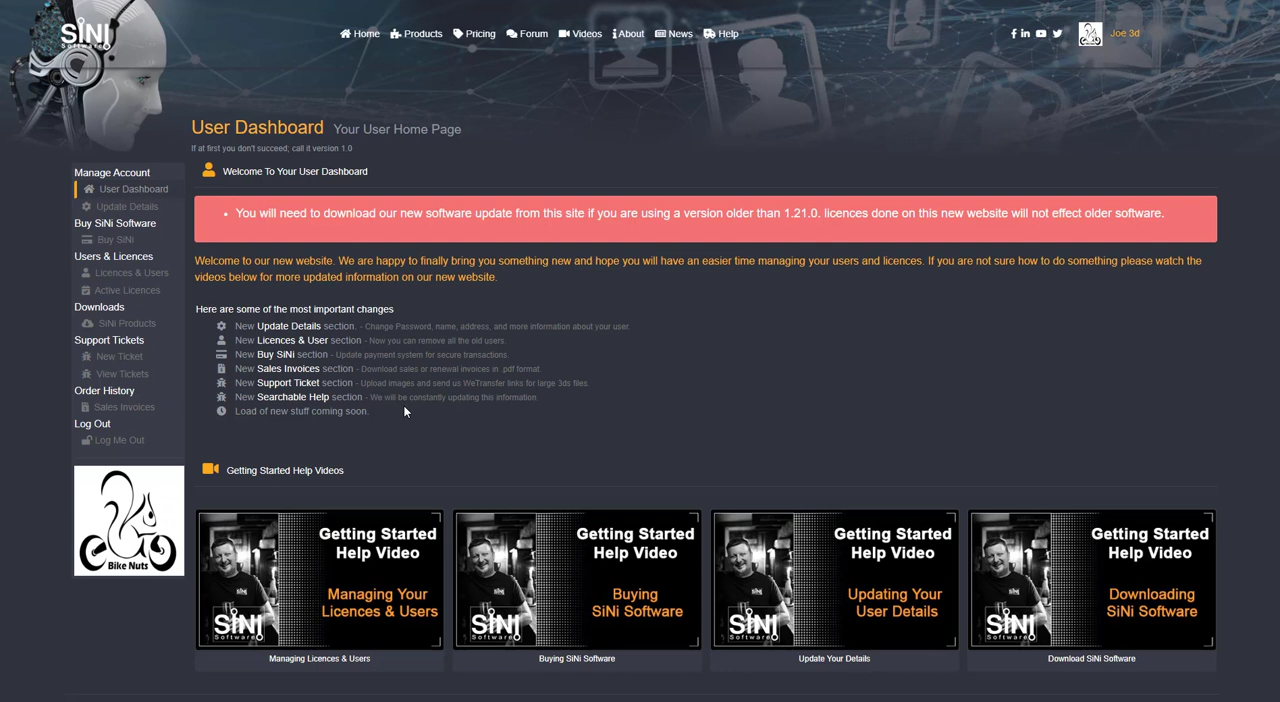 SiNI
Software
Home
Products
Pricing
Forum
Videos
About
News
Help
Joe 3d
User Dashboard Your User Home Page
If at first you don't succeed; call it version 1.0
Manage Account
User Dashboard
Update Details
Buy SiNi Software
Buy SiNi
Users & Licences
Licences & Users
Active Licences
Downloads
SiNi Products
Support Tickets
New Ticket
View Tickets
Order History
Sales Invoices
Log Out
Log Me Out
Bike Nuts
Welcome To Your User Dashboard
• You will need to download our new software update from this site if you are using a version older than 1.21.0. licences done on this new website will not effect older software.
Welcome to our new website. We are happy to finally bring you something new and hope you will have an easier time managing your users and licences. If you are not sure how to do something please watch the
videos below for more updated information on our new website.
Here are some of the most important changes
New Update Details section. - Change Password, name, address, and more information about your user.
New Licences & User section - Now you can remove all the old users.
New Buy SiNi section - Update payment system for secure transactions.
New Sales Invoices section - Download sales or renewal invoices in .pdf format.
New Support Ticket section - Upload images and send us WeTransfer links for large 3ds files.
New Searchable Help section - We will be constantly updating this information
Load of new stuff coming soon.
Getting Started Help Videos
Getting Started
Help Video
Managing Your
Licences & Users
SiNI
Software
Managing Licences & Users
Getting Started
Help Video
Buying
SiNi Software
SiNI
Software
Buying SiNi Software
Getting Started
Help Video
Updating Your
User Details
SiNI
Software
Update Your Details
Getting Started
Help Video
Downloading
SiNi Software
SiNI
Software
Download SiNi Software